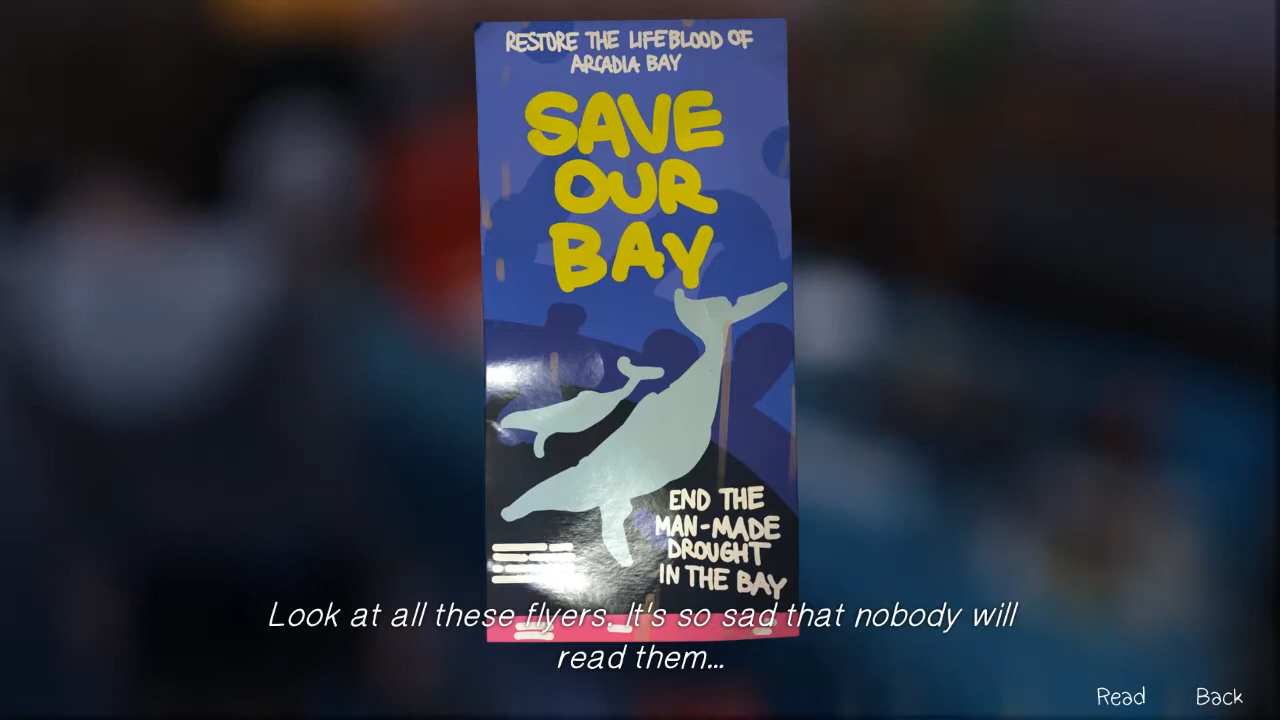 RESTORE THE LIFEBLOOD OF
ARCADIA BAY
SAVE
OUR
BAY
END THE
MAN-MADE
DROUGHT
IN THE BAY
Look at all these flyers. It's so sad that nobody will
read them...
Read Back